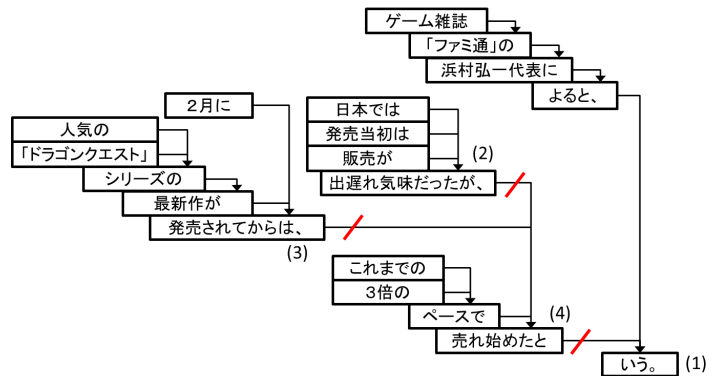 ゲーム雑誌
「ファミ通」の
浜村弘一代表に
よると、
日本では
発売当初は
販売が
(2)
出遅れ気味だったが、
２月に
人気の
「ドラゴンクエスト」
シリーズの
最新作が
発売されてからは、
(3)
これまでの
３倍の
ペースで
(4)
売れ始めたと
いう。
(1)